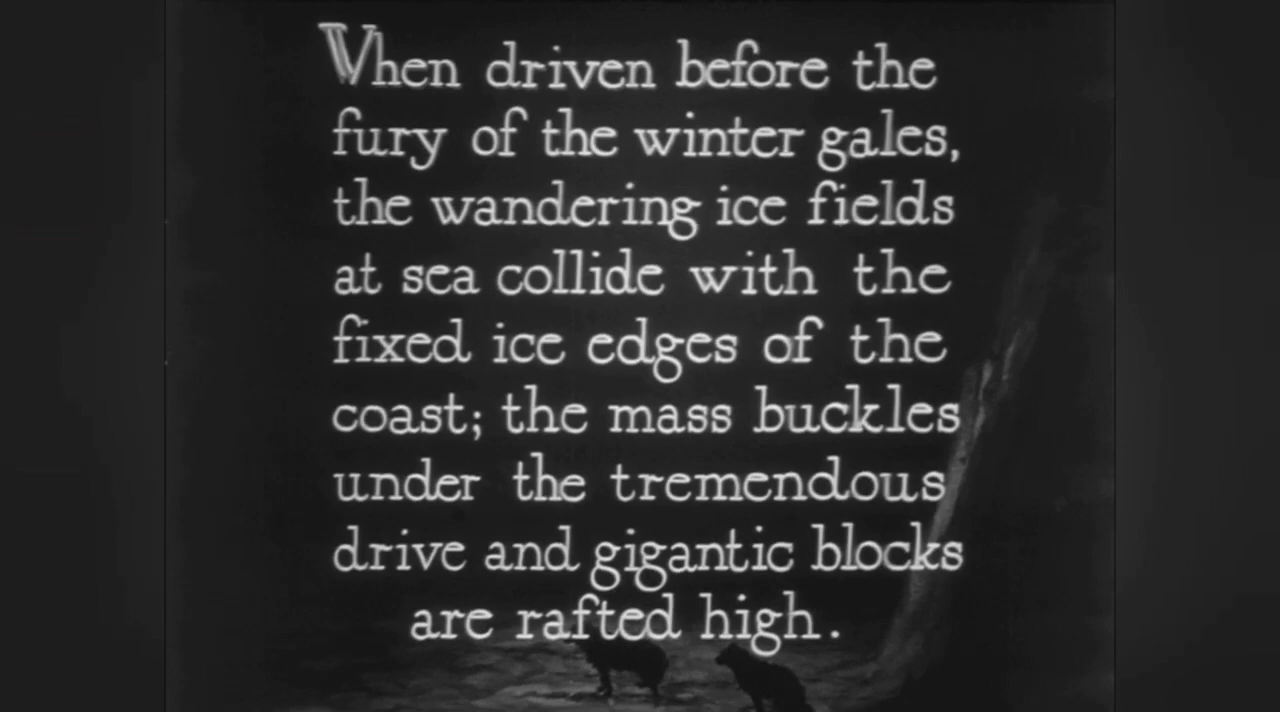 When driven before the
fury of the winter gales,
the wandering ice fields
at sea collide with the
fixed ice edges of the
coast; the mass buckles
under the tremendous
drive and gigantic blocks
are rafted high.